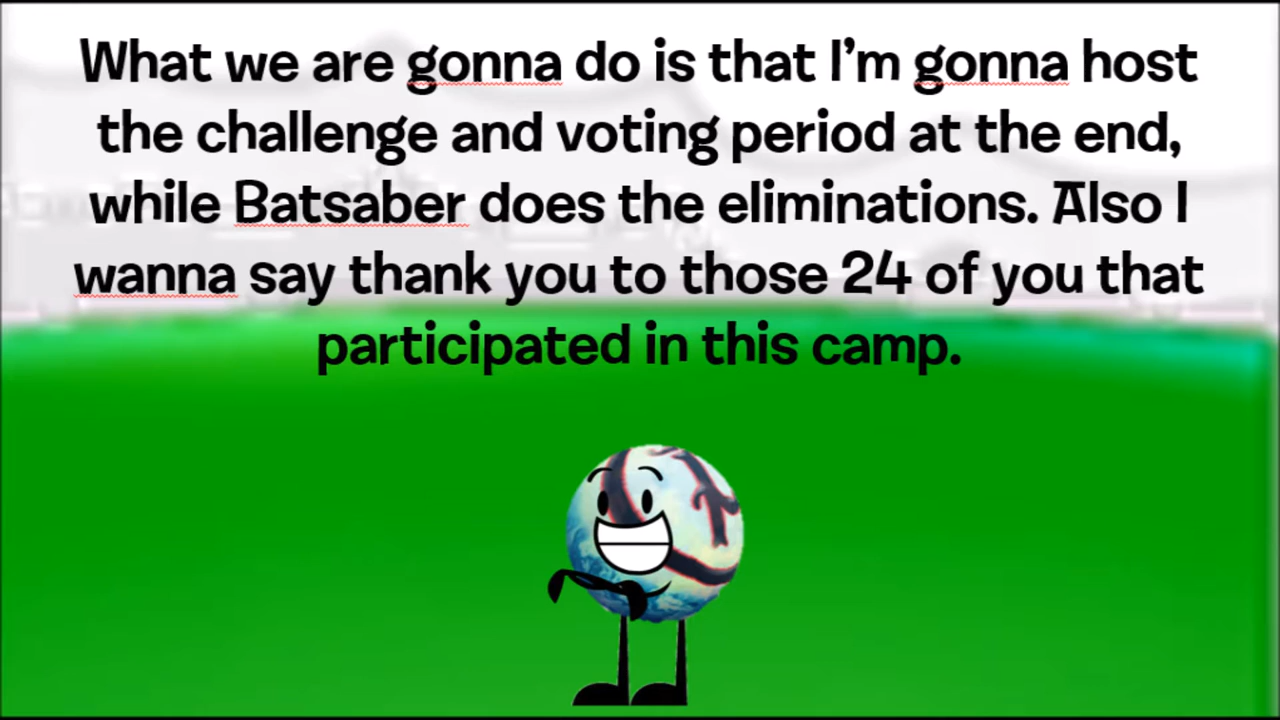 What we are gonna do is that I'm gonna host
the challenge and voting period at the end,
while Batsaber does the eliminations. Also I
wanna say thank you to those 24 of you that
participated in this camp.